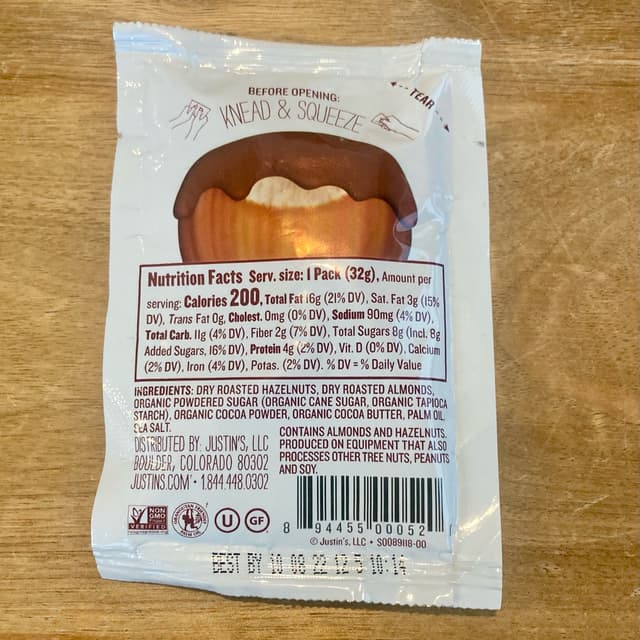 BEFORE OPENING:
KNEAD & SQUEEZE
TEAR
Nutrition Facts Serv. size: 1 Pack (32g), Amount per
serving: Calories 200, Total Fat 16g (21% DV), Sat. Fat 3g (15%
DV), Trans Fat 0g, Cholest. 0mg (0% DV), Sodium 90mg (4% DV),
Total Carb. 11g (4% DV), Fiber 2g (7% DV), Total Sugars 8g (Incl. 8g
Added Sugars, 16% DV), Protein 4g (2% DV), Vit. D (0% DV), Calcium
(2% DV), Iron (4% DV), Potas. (2% DV). % DV = % Daily Value
INGREDIENTS: DRY ROASTED HAZELNUTS, DRY ROASTED ALMONDS,
ORGANIC POWDERED SUGAR (ORGANIC CANE SUGAR, ORGANIC TAPIOCA
STARCH), ORGANIC COCOA POWDER, ORGANIC COCOA BUTTER, PALM OIL,
SEA SALT.
DISTRIBUTED BY: JUSTIN'S, LLC
BOULDER, COLORADO 80302
JUSTINS.COM • 1.844.448.0302
CONTAINS ALMONDS AND HAZELNUTS.
PRODUCED ON EQUIPMENT THAT ALSO
PROCESSES OTHER TREE NUTS, PEANUTS
AND SOY.
NON
GMO
VERIFIED
U
GF
8 94455 00052
© Justin's, LLC • S0089118-00
BEST BY 10 08 22 12 5 10:14